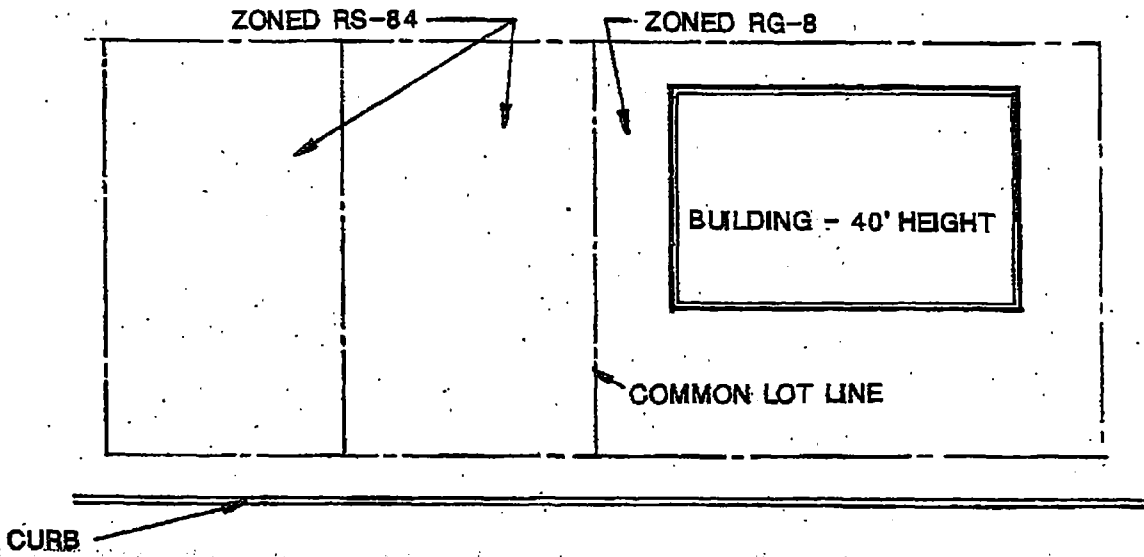 ZONED RS-84
ZONED RG-8
BUILDING - 40' HEIGHT
COMMON LOT LINE
CURB